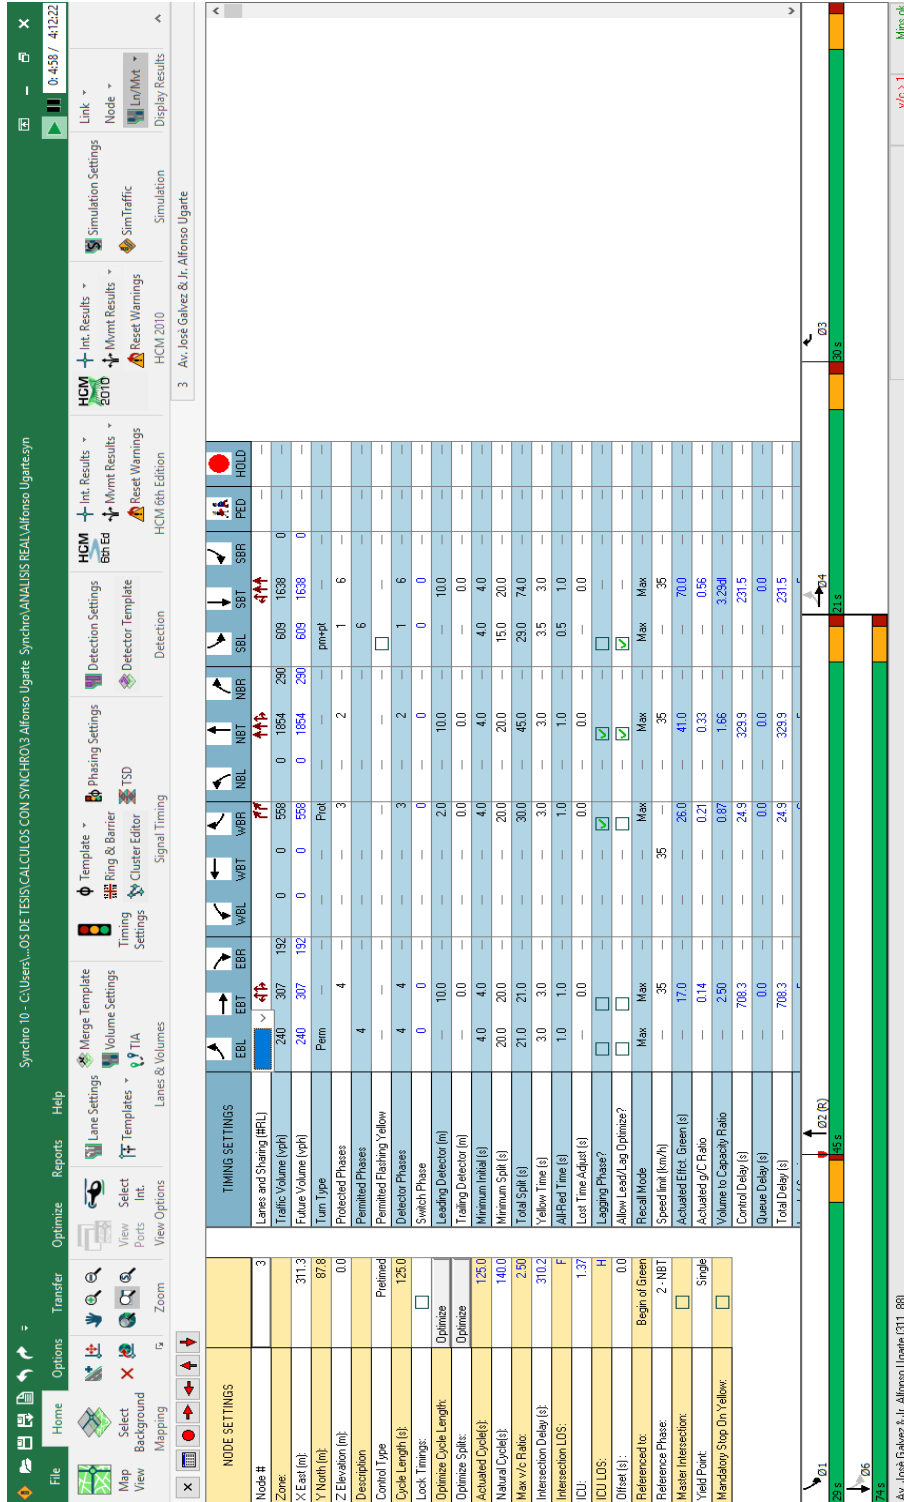 Synchro 10 - C:\Users\...OS DE TESIS\CALCULOS CON SYNCHRO\3 Alfonso Ugarte Synchro\ANALISIS REAL\Alfonso Ugarte.syn
File Home Options Transfer Optimize Reports Help
0: 4:58 / 4:12:22
Map View
Select Background
Mapping
Zoom
View Ports
Select Int.
View Options
Lane Settings
Templates
Merge Template
Volume Settings
TIA
Lanes & Volumes
Timing Settings
Template
Ring & Barrier
Cluster Editor
Phasing Settings
TSD
Signal Timing
Detection Settings
Detector Template
Detection
HCM 6th Ed
Int. Results
Mvmt Results
Reset Warnings
HCM 6th Edition
HCM 2010
Int. Results
Mvmt Results
Reset Warnings
HCM 2010
Simulation Settings
SimTraffic
Simulation
Link
Node
Ln/Mvt
Display Results
3 Av. Josè Galvez & Jr. Alfonso Ugarte
NODE SETTINGS
Node # 3
Zone:
X East (m): 311.3
Y North (m): 87.8
Z Elevation (m): 0.0
Description
Control Type Pretimed
Cycle Length (s): 125.0
Lock Timings:
Optimize Cycle Length: Optimize
Optimize Splits: Optimize
Actuated Cycle(s): 125.0
Natural Cycle(s): 140.0
Max v/c Ratio: 2.50
Intersection Delay (s): 310.2
Intersection LOS: F
ICU: 1.37
ICU LOS: H
Offset (s) : 0.0
Referenced to: Begin of Green
Reference Phase: 2 - NBT
Master Intersection:
Yield Point: Single
Mandatory Stop On Yellow:
TIMING SETTINGS EBL EBT EBR WBL WBT WBR NBL NBT NBR SBL SBT SBR PED HOLD
Lanes and Sharing (#RL) — —
Traffic Volume (vph) 240 307 192 0 0 558 0 1854 290 609 1638 0 — —
Future Volume (vph) 240 307 192 0 0 558 0 1854 290 609 1638 0 — —
Turn Type Perm — — — — Prot — — — pm+pt — — — —
Protected Phases 4 3 2 1 6
Permitted Phases 4 6
Permitted Flashing Yellow
Detector Phases 4 4 3 2 1 6
Switch Phase 0 0 0 0 0 0
Leading Detector (m) 10.0 2.0 10.0 10.0
Trailing Detector (m) 0.0 0.0 0.0 0.0
Minimum Initial (s) 4.0 4.0 4.0 4.0 4.0 4.0
Minimum Split (s) 20.0 20.0 20.0 20.0 15.0 20.0
Total Split (s) 21.0 21.0 30.0 45.0 29.0 74.0
Yellow Time (s) 3.0 3.0 3.0 3.0 3.5 3.0
All-Red Time (s) 1.0 1.0 1.0 1.0 0.5 1.0
Lost Time Adjust (s) — 0.0 0.0 0.0 0.0
Lagging Phase?
Allow Lead/Lag Optimize?
Recall Mode Max Max Max Max Max Max
Speed limit (km/h) 35 35 35 35
Actuated Effct. Green (s) 17.0 26.0 41.0 70.0
Actuated g/C Ratio 0.14 0.21 0.33 0.56
Volume to Capacity Ratio 2.50 0.87 1.66 3.29dl
Control Delay (s) 708.3 24.9 329.9 231.5
Queue Delay (s) 0.0 0.0 0.0 0.0
Total Delay (s) 708.3 24.9 329.9 231.5
Ø1 Ø2 (R) Ø4 Ø3
29 s 45 s 21 s 30 s
Ø6
74 s
Av. Josè Galvez & Jr. Alfonso Ugarte (311, 88) v/c > 1 Mins ok